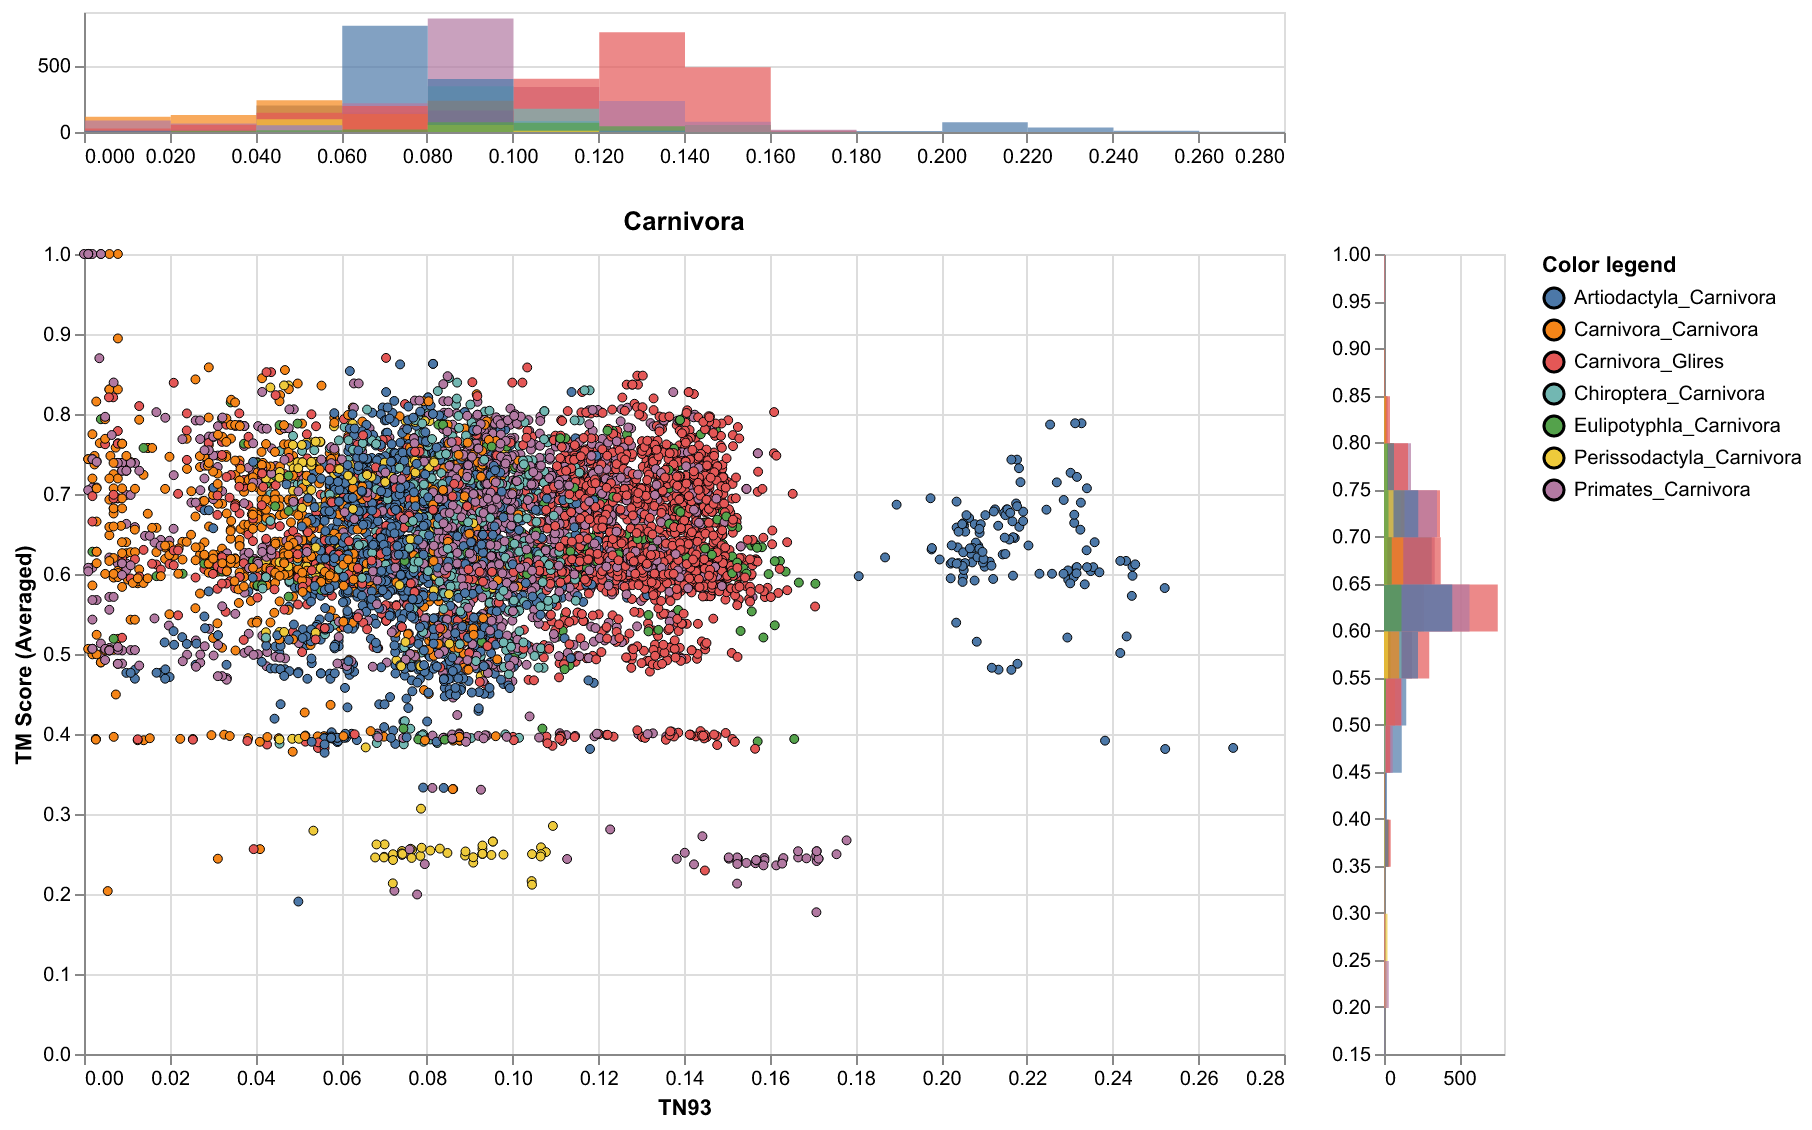 500
0
0.000 0.020 0.040 0.060 0.080 0.100 0.120 0.140 0.160 0.180 0.200 0.220 0.240 0.260 0.280
Carnivora
1.0
0.9
0.8
0.7
0.6
0.5
0.4
0.3
0.2
0.1
0.0
TM Score (Averaged)
0.00 0.02 0.04 0.06 0.08 0.10 0.12 0.14 0.16 0.18 0.20 0.22 0.24 0.26 0.28
TN93
1.00
0.95
0.90
0.85
0.80
0.75
0.70
0.65
0.60
0.55
0.50
0.45
0.40
0.35
0.30
0.25
0.20
0.15
0 500
Color legend
Artiodactyla_Carnivora
Carnivora_Carnivora
Carnivora_Glires
Chiroptera_Carnivora
Eulipotyphla_Carnivora
Perissodactyla_Carnivora
Primates_Carnivora